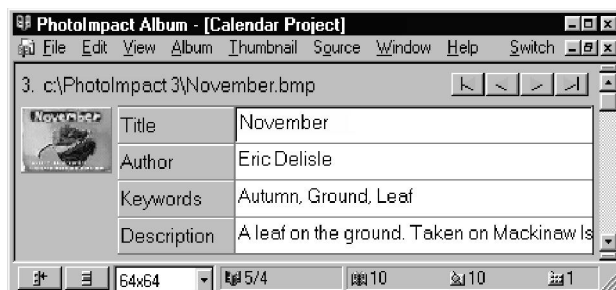 PhotoImpact Album - [Calendar Project]
File Edit View Album Thumbnail Source Window Help Switch
3. c:\PhotoImpact 3\November.bmp
November
Title November
Author Eric Delisle
Keywords Autumn, Ground, Leaf
Description A leaf on the ground. Taken on Mackinaw Is
64x64 5/4 10 10 1